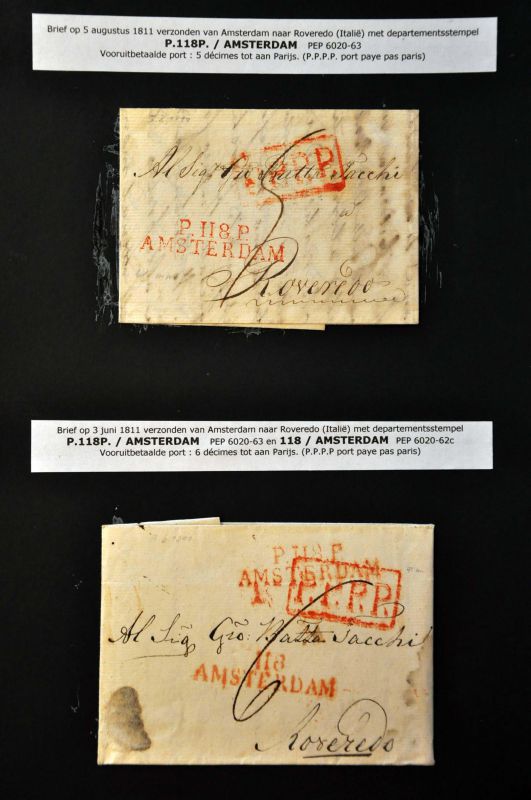 Brief op 5 augustus 1811 verzonden van Amsterdam naar Roveredo (Italië) met departementsstempel
P.118P. / AMSTERDAM PEP 6020-63
Vooruitbetaalde port : 5 décimes tot aan Parijs. (P.P.P.P. port paye pas paris)
P.P.P.P
Al Sigr Gio Batta Sacchi
P.118.P.
AMSTERDAM
Roveredo
Brief op 3 juni 1811 verzonden van Amsterdam naar Roveredo (Italië) met departementsstempel
P.118P. / AMSTERDAM PEP 6020-63 en 118 / AMSTERDAM PEP 6020-62c
Vooruitbetaalde port : 6 décimes tot aan Parijs. (P.P.P.P port paye pas paris)
P.118.P.
AMSTERDAM
P.P.P.P.
Al Sig Gio: Batta Sacchi
118
AMSTERDAM
6
Roveredo